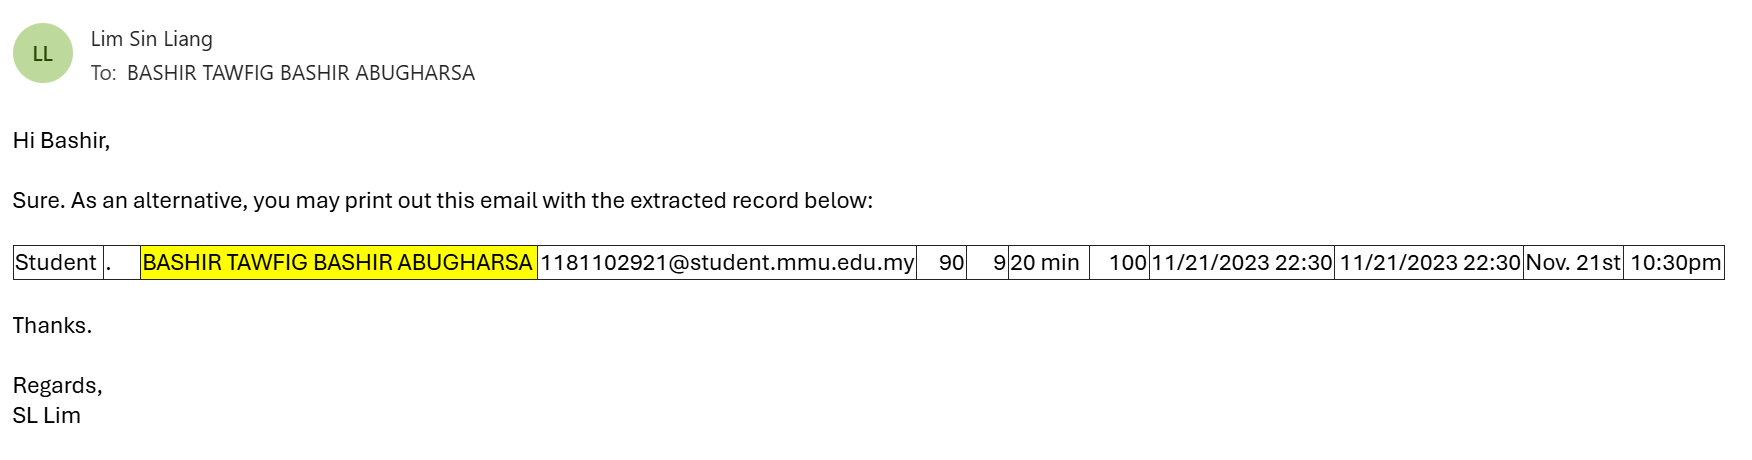 LL
Lim Sin Liang
To: BASHIR TAWFIG BASHIR ABUGHARSA
Hi Bashir,
Sure. As an alternative, you may print out this email with the extracted record below:
Student . BASHIR TAWFIG BASHIR ABUGHARSA 1181102921@student.mmu.edu.my 90 9 20 min 100 11/21/2023 22:30 11/21/2023 22:30 Nov. 21st 10:30pm
Thanks.
Regards,
SL Lim